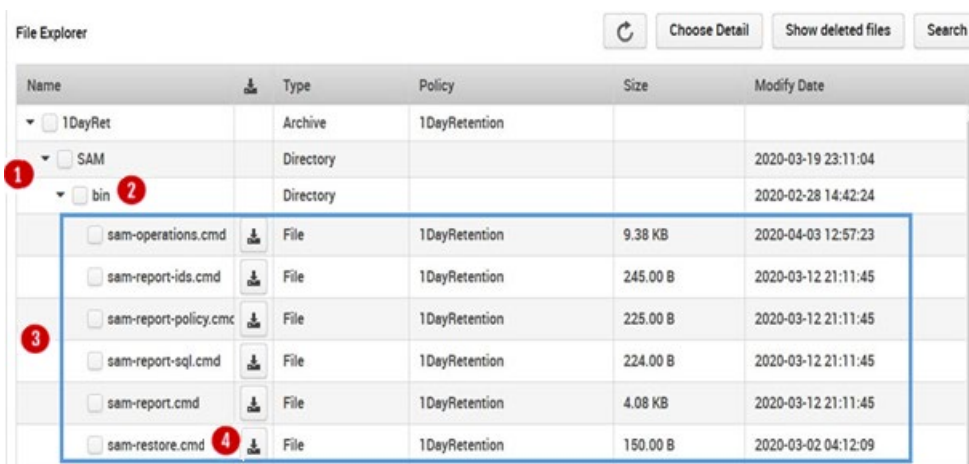 File Explorer Choose Detail Show deleted files Search
Name Type Policy Size Modify Date
1DayRet Archive 1DayRetention
1 SAM Directory 2020-03-19 23:11:04
bin 2 Directory 2020-02-28 14:42:24
sam-operations.cmd File 1DayRetention 9.38 KB 2020-04-03 12:57:23
sam-report-ids.cmd File 1DayRetention 245.00 B 2020-03-12 21:11:45
sam-report-policy.cmd File 1DayRetention 225.00 B 2020-03-12 21:11:45
3
sam-report-sql.cmd File 1DayRetention 224.00 B 2020-03-12 21:11:45
sam-report.cmd File 1DayRetention 4.08 KB 2020-03-12 21:11:45
sam-restore.cmd 4 File 1DayRetention 150.00 B 2020-03-02 04:12:09